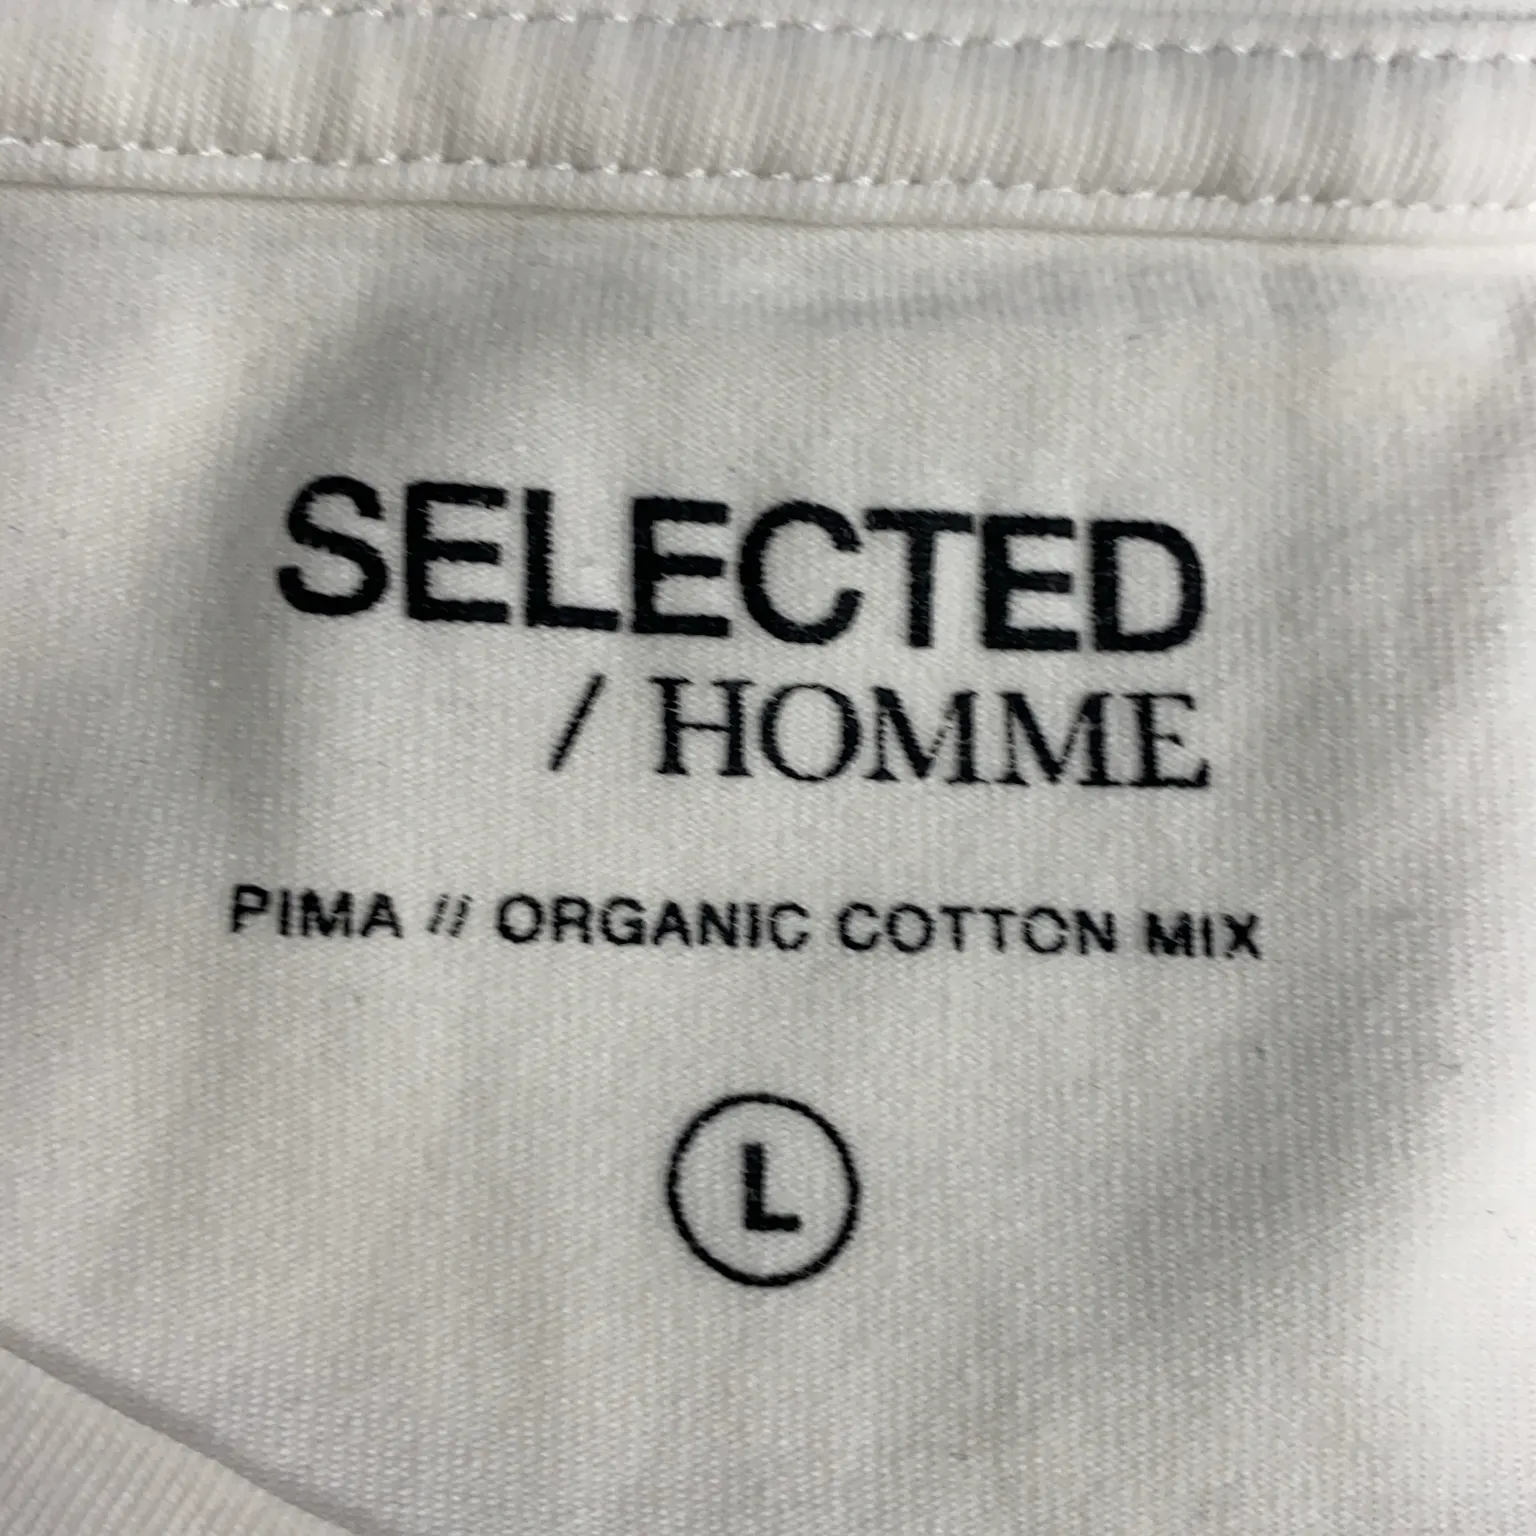 SELECTED
/ HOMME
PIMA // ORGANIC COTTON MIX
L